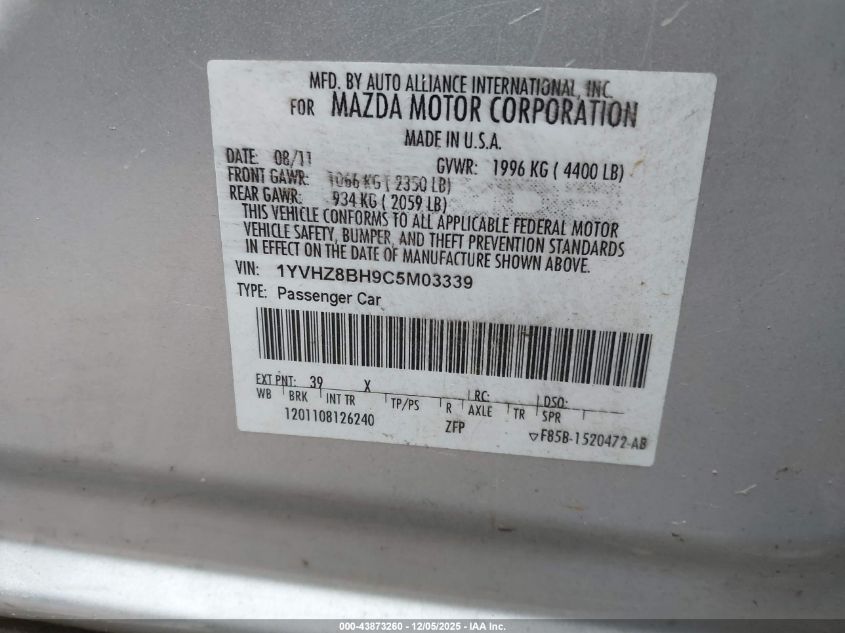 MFD. BY AUTO ALLIANCE INTERNATIONAL, INC.
FOR MAZDA MOTOR CORPORATION
MADE IN U.S.A.
DATE: 08/11 GVWR: 1996 KG ( 4400 LB)
FRONT GAWR: 1066 KG ( 2350 LB)
REAR GAWR: 934 KG ( 2059 LB)
THIS VEHICLE CONFORMS TO ALL APPLICABLE FEDERAL MOTOR
VEHICLE SAFETY, BUMPER, AND THEFT PREVENTION STANDARDS
IN EFFECT ON THE DATE OF MANUFACTURE SHOWN ABOVE.
VIN: 1YVHZ8BH9C5M03339
TYPE: Passenger Car
EXT PNT: 39 X RC: DSO:
WB BRK INT TR TP/PS R AXLE TR SPR
1201108126240 ZFP ▽F85B-1520472-AB
000-43873260 - 12/05/2025 - IAA Inc.